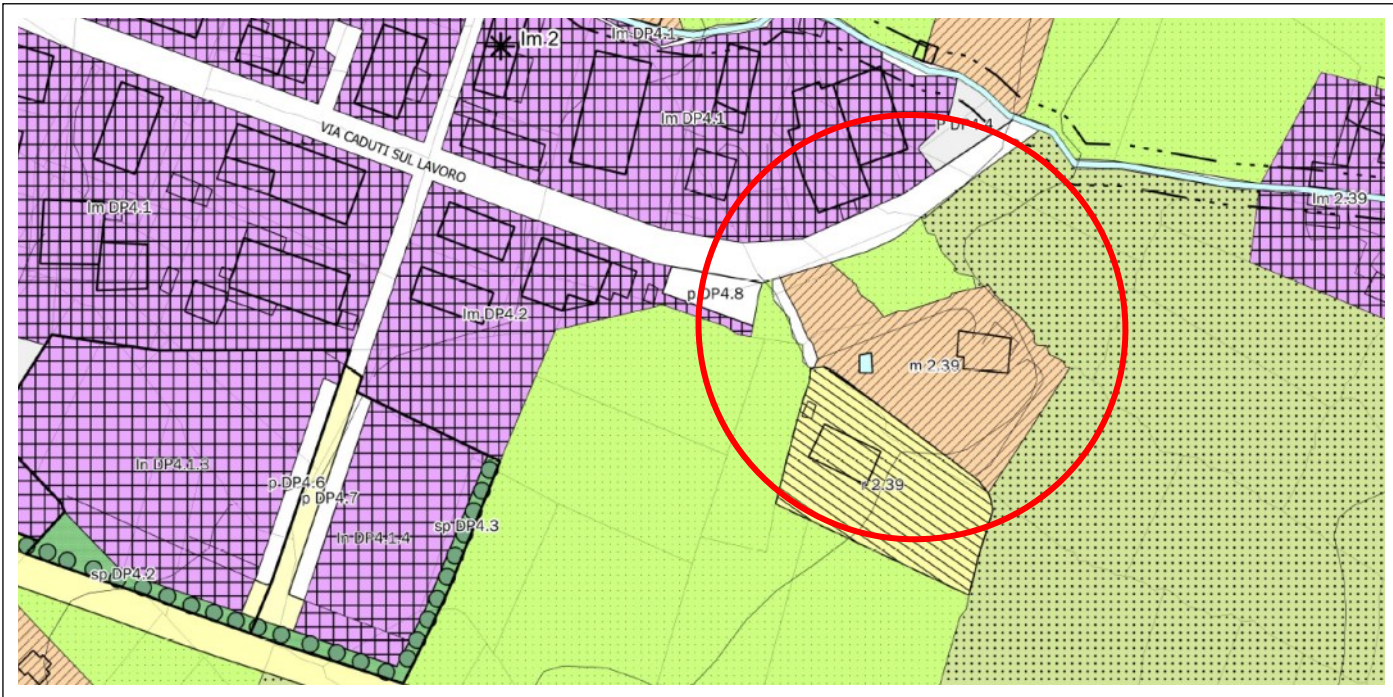 Im 2
Im DP4.1
Im DP4.1
P DP4.4
VIA CADUTI SUL LAVORO
Im DP4.1
Im 2.39
p DP4.8
Im DP4.2
m 2.39
In DP4.1.3
p DP4.6
p DP4.7
r 2.39
sp DP4.3
In DP4.1.4
sp DP4.2